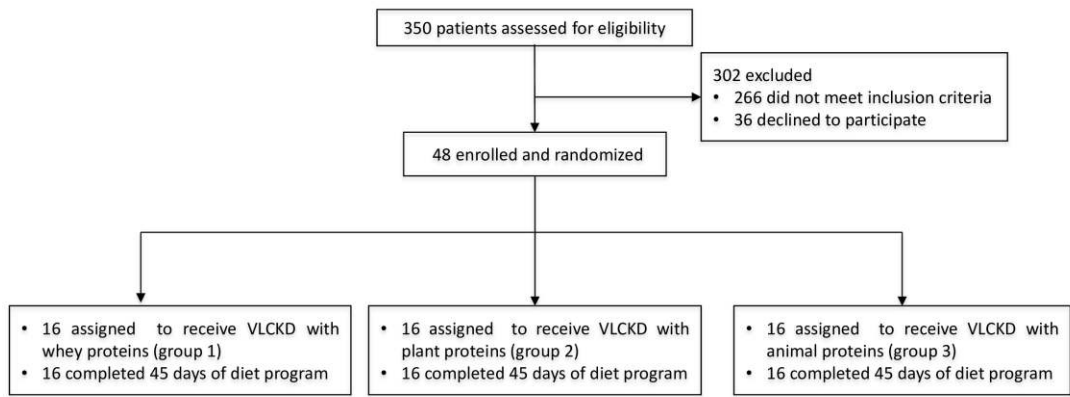 350 patients assessed for eligibility
302 excluded
• 266 did not meet inclusion criteria
• 36 declined to participate
48 enrolled and randomized
• 16 assigned to receive VLCKD with
whey proteins (group 1)
• 16 completed 45 days of diet program
• 16 assigned to receive VLCKD with
plant proteins (group 2)
• 16 completed 45 days of diet program
• 16 assigned to receive VLCKD with
animal proteins (group 3)
• 16 completed 45 days of diet program